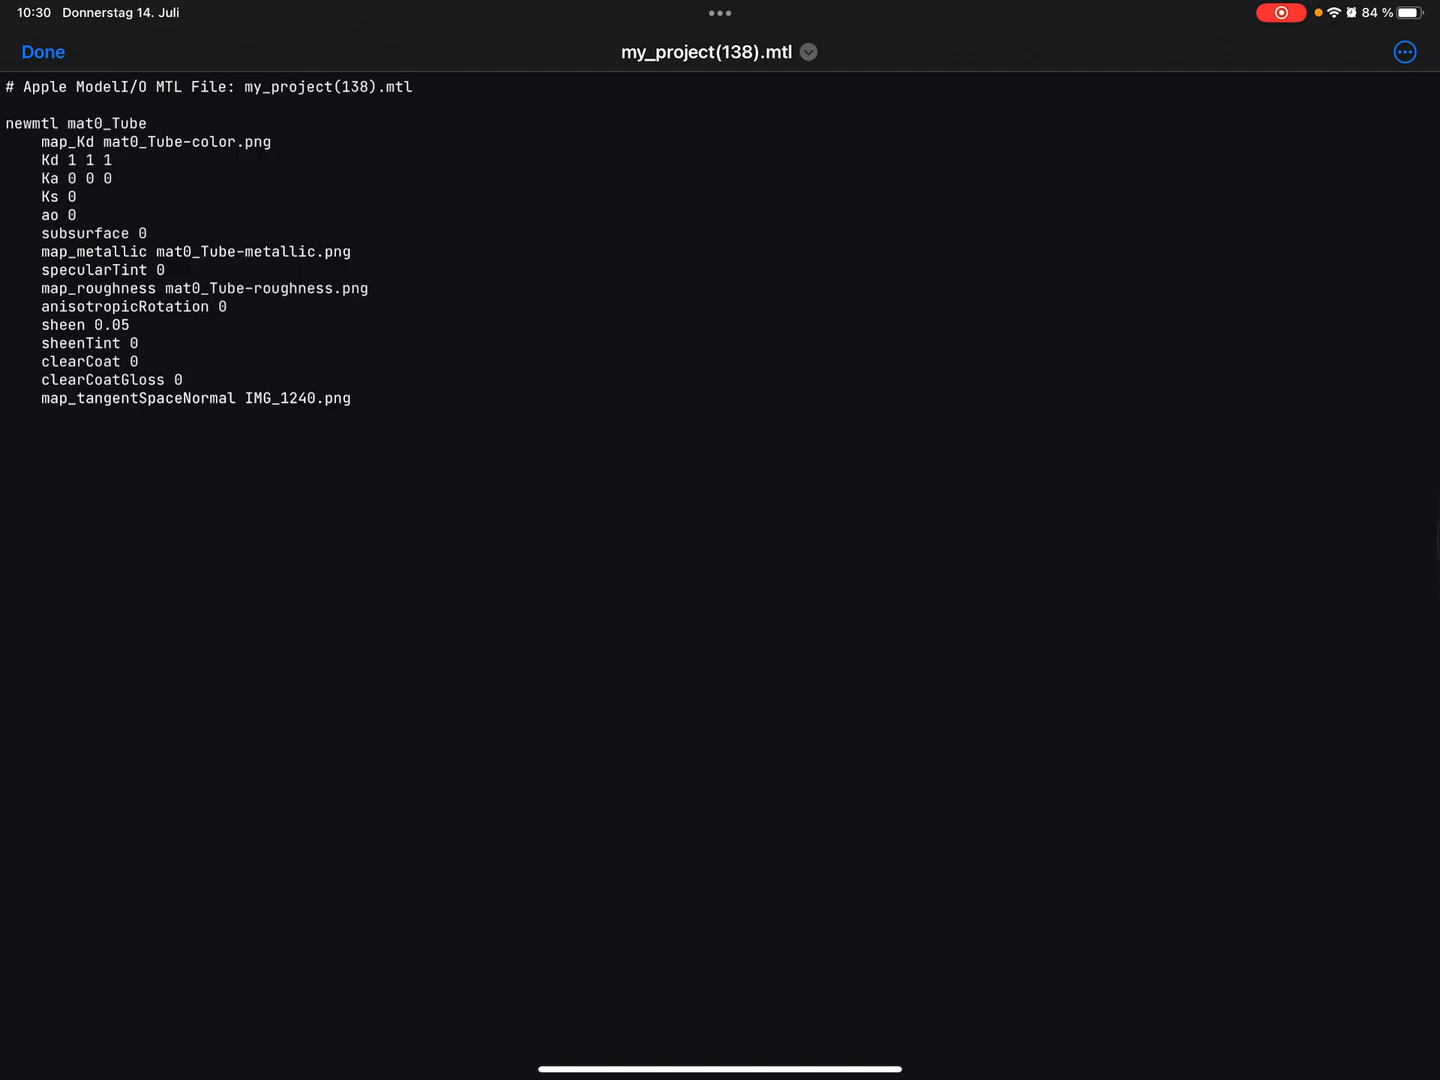 10:30 Donnerstag 14. Juli
84 %
Done
my_project(138).mtl
# Apple ModelI/O MTL File: my_project(138).mtl
newmtl mat0_Tube
map_Kd mat0_Tube-color.png
Kd 1 1 1
Ka 0 0 0
Ks 0
ao 0
subsurface 0
map_metallic mat0_Tube-metallic.png
specularTint 0
map_roughness mat0_Tube-roughness.png
anisotropicRotation 0
sheen 0.05
sheenTint 0
clearCoat 0
clearCoatGloss 0
map_tangentSpaceNormal IMG_1240.png